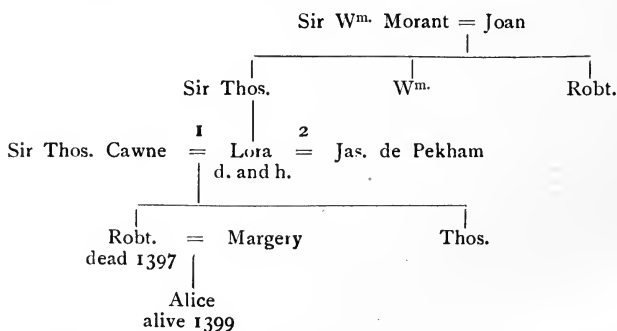 Sir Wm. Morant = Joan
Sir Thos. Wm. Robt.
1 2
Sir Thos. Cawne = Lora = Jas. de Pekham
d. and h.
Robt. = Margery Thos.
dead 1397
Alice
alive 1399